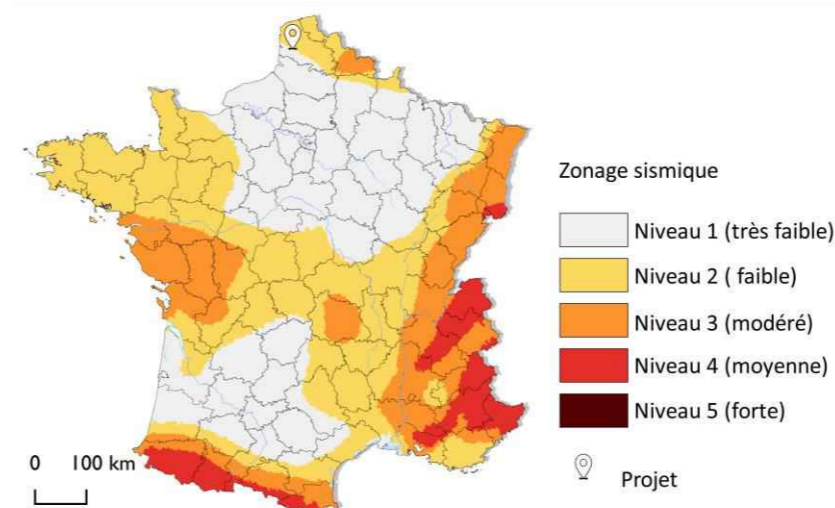 Zonage sismique
Niveau 1 (très faible)
Niveau 2 ( faible)
Niveau 3 (modéré)
Niveau 4 (moyenne)
Niveau 5 (forte)
Projet
0 100 km